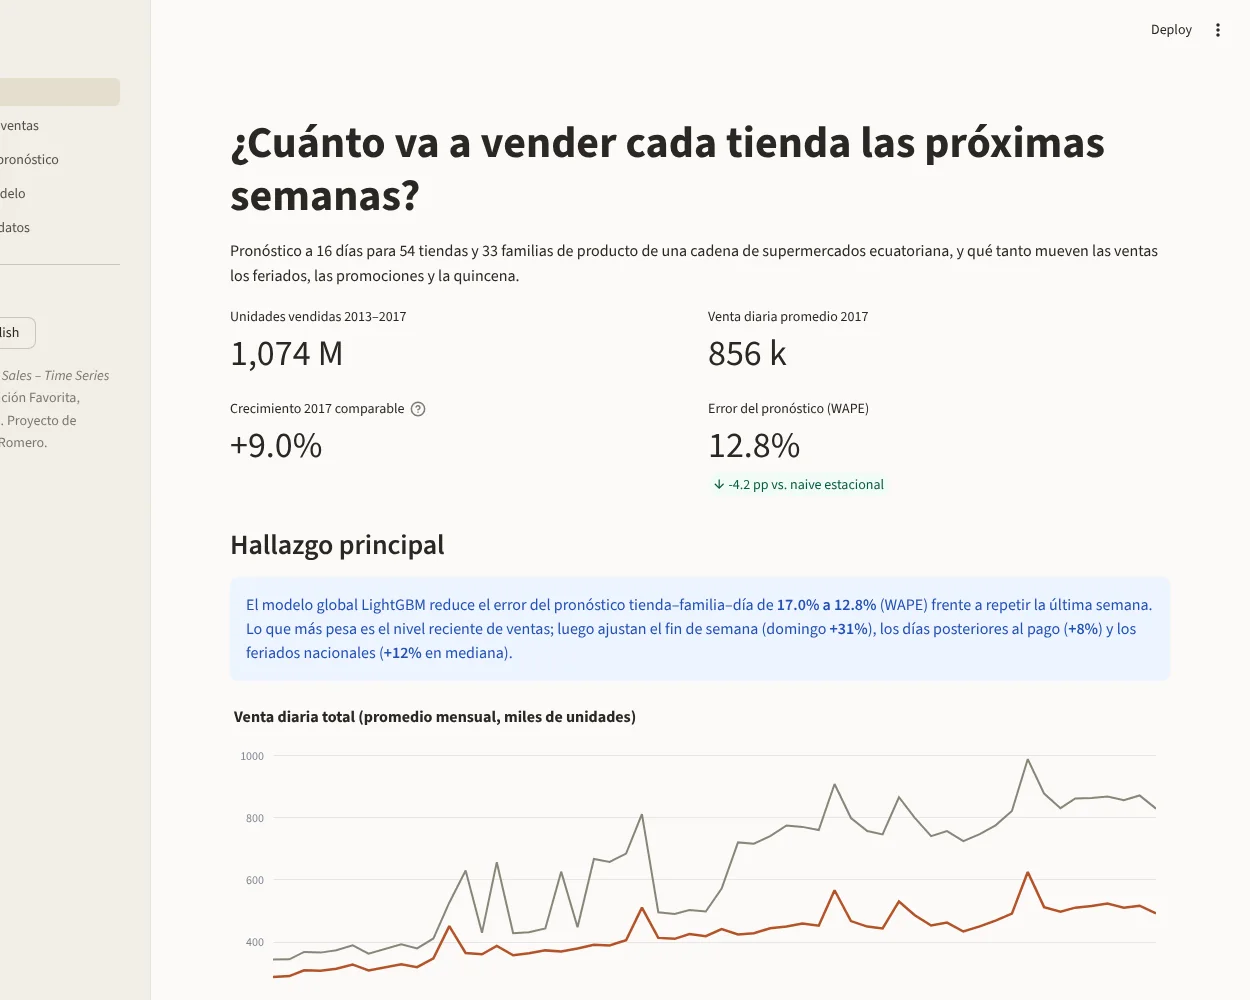 Deploy
ventas
pronóstico
delo
datos
lish
Sales – Time Series
ción Favorita,
. Proyecto de
Romero.
¿Cuánto va a vender cada tienda las próximas
semanas?
Pronóstico a 16 días para 54 tiendas y 33 familias de producto de una cadena de supermercados ecuatoriana, y qué tanto mueven las ventas
los feriados, las promociones y la quincena.
Unidades vendidas 2013–2017
1,074 M
Venta diaria promedio 2017
856 k
Crecimiento 2017 comparable
+9.0%
Error del pronóstico (WAPE)
12.8%
↓ -4.2 pp vs. naive estacional
Hallazgo principal
El modelo global LightGBM reduce el error del pronóstico tienda–familia–día de 17.0% a 12.8% (WAPE) frente a repetir la última semana.
Lo que más pesa es el nivel reciente de ventas; luego ajustan el fin de semana (domingo +31%), los días posteriores al pago (+8%) y los
feriados nacionales (+12% en mediana).
Venta diaria total (promedio mensual, miles de unidades)
1000
800
600
400